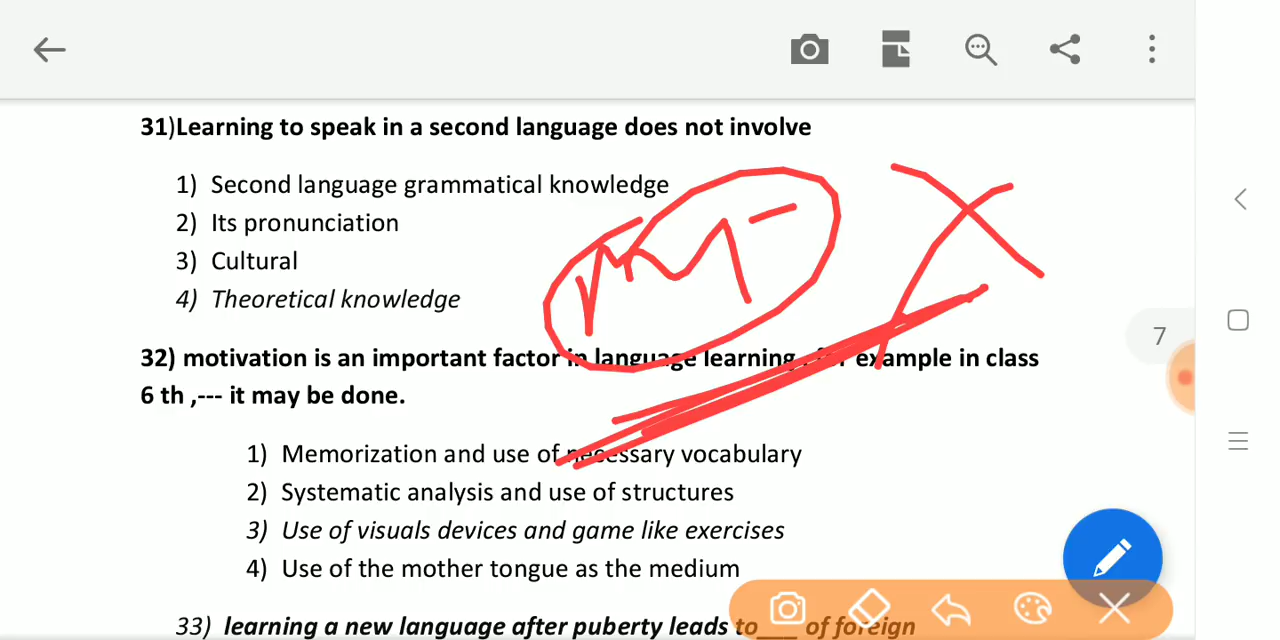 31)Learning to speak in a second language does not involve
1) Second language grammatical knowledge
2) Its pronunciation
3) Cultural
4) Theoretical knowledge
7
32) motivation is an important factor in language learning , for example in class
6 th ,--- it may be done.
1) Memorization and use of necessary vocabulary
2) Systematic analysis and use of structures
3) Use of visuals devices and game like exercises
4) Use of the mother tongue as the medium
33) learning a new language after puberty leads to___ of foreign